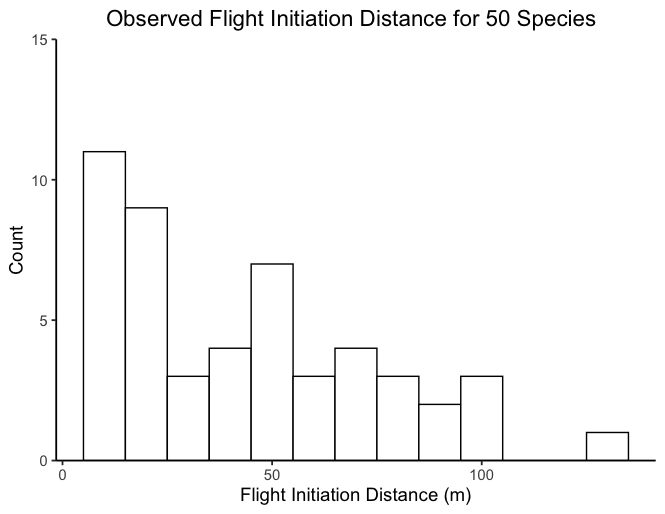 Observed Flight Initiation Distance for 50 Species
15
10
5
0
Count
0 50 100
Flight Initiation Distance (m)